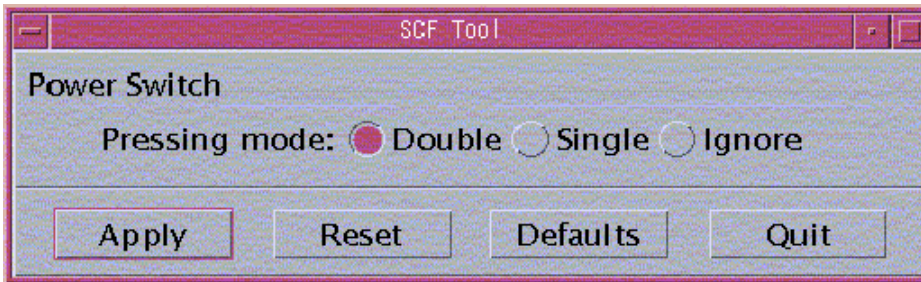 SCF Tool
Power Switch
Pressing mode: Double Single Ignore
Apply Reset Defaults Quit